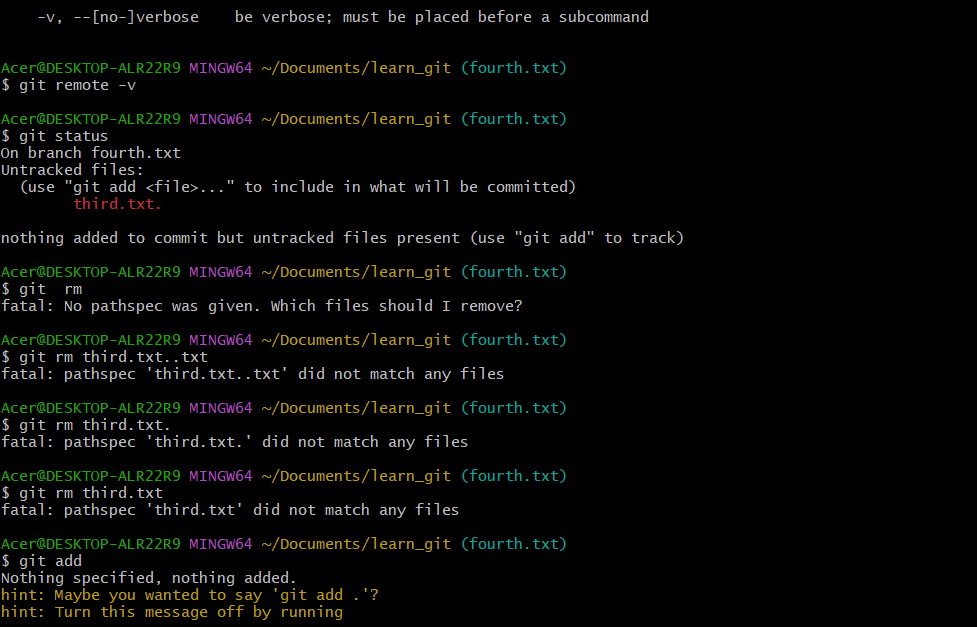 -v, --[no-]verbose    be verbose; must be placed before a subcommand
Acer@DESKTOP-ALR22R9 MINGW64 ~/Documents/learn_git (fourth.txt)
$ git remote -v
Acer@DESKTOP-ALR22R9 MINGW64 ~/Documents/learn_git (fourth.txt)
$ git status
On branch fourth.txt
Untracked files:
  (use "git add <file>..." to include in what will be committed)
        third.txt.
nothing added to commit but untracked files present (use "git add" to track)
Acer@DESKTOP-ALR22R9 MINGW64 ~/Documents/learn_git (fourth.txt)
$ git  rm
fatal: No pathspec was given. Which files should I remove?
Acer@DESKTOP-ALR22R9 MINGW64 ~/Documents/learn_git (fourth.txt)
$ git rm third.txt..txt
fatal: pathspec 'third.txt..txt' did not match any files
Acer@DESKTOP-ALR22R9 MINGW64 ~/Documents/learn_git (fourth.txt)
$ git rm third.txt.
fatal: pathspec 'third.txt.' did not match any files
Acer@DESKTOP-ALR22R9 MINGW64 ~/Documents/learn_git (fourth.txt)
$ git rm third.txt
fatal: pathspec 'third.txt' did not match any files
Acer@DESKTOP-ALR22R9 MINGW64 ~/Documents/learn_git (fourth.txt)
$ git add
Nothing specified, nothing added.
hint: Maybe you wanted to say 'git add .'?
hint: Turn this message off by running